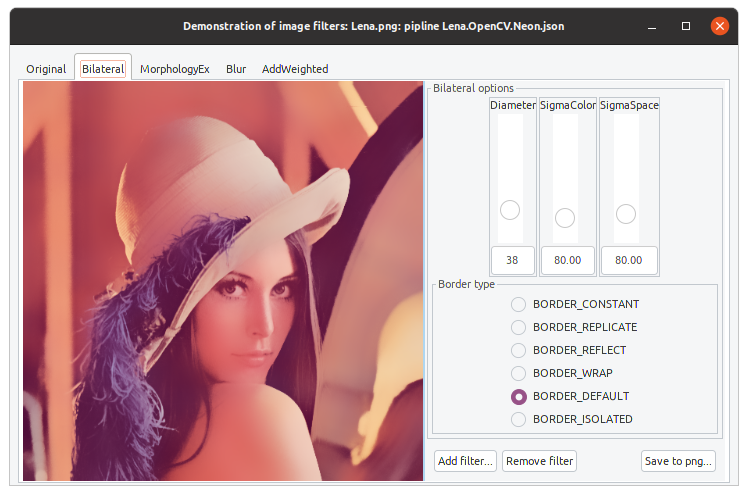 Demonstration of image filters: Lena.png: pipline Lena.OpenCV.Neon.json
Original Bilateral MorphologyEx Blur AddWeighted
Bilateral options
Diameter SigmaColor SigmaSpace
38 80.00 80.00
Border type
BORDER_CONSTANT
BORDER_REPLICATE
BORDER_REFLECT
BORDER_WRAP
BORDER_DEFAULT
BORDER_ISOLATED
Add filter... Remove filter Save to png...